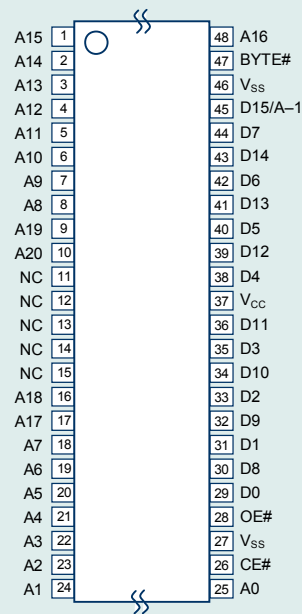 A15 1 48 A16
A14 2 47 BYTE#
A13 3 46 VSS
A12 4 45 D15/A–1
A11 5 44 D7
A10 6 43 D14
A9 7 42 D6
A8 8 41 D13
A19 9 40 D5
A20 10 39 D12
NC 11 38 D4
NC 12 37 VCC
NC 13 36 D11
NC 14 35 D3
NC 15 34 D10
A18 16 33 D2
A17 17 32 D9
A7 18 31 D1
A6 19 30 D8
A5 20 29 D0
A4 21 28 OE#
A3 22 27 VSS
A2 23 26 CE#
A1 24 25 A0